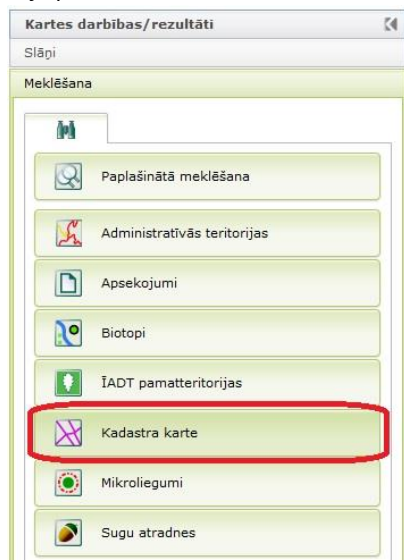 Kartes darbības/rezultāti
Slāņi
Meklēšana
Paplašinātā meklēšana
Administratīvās teritorijas
Apsekojumi
Biotopi
ĪADT pamatteritorijas
Kadastra karte
Mikroliegumi
Sugu atradnes